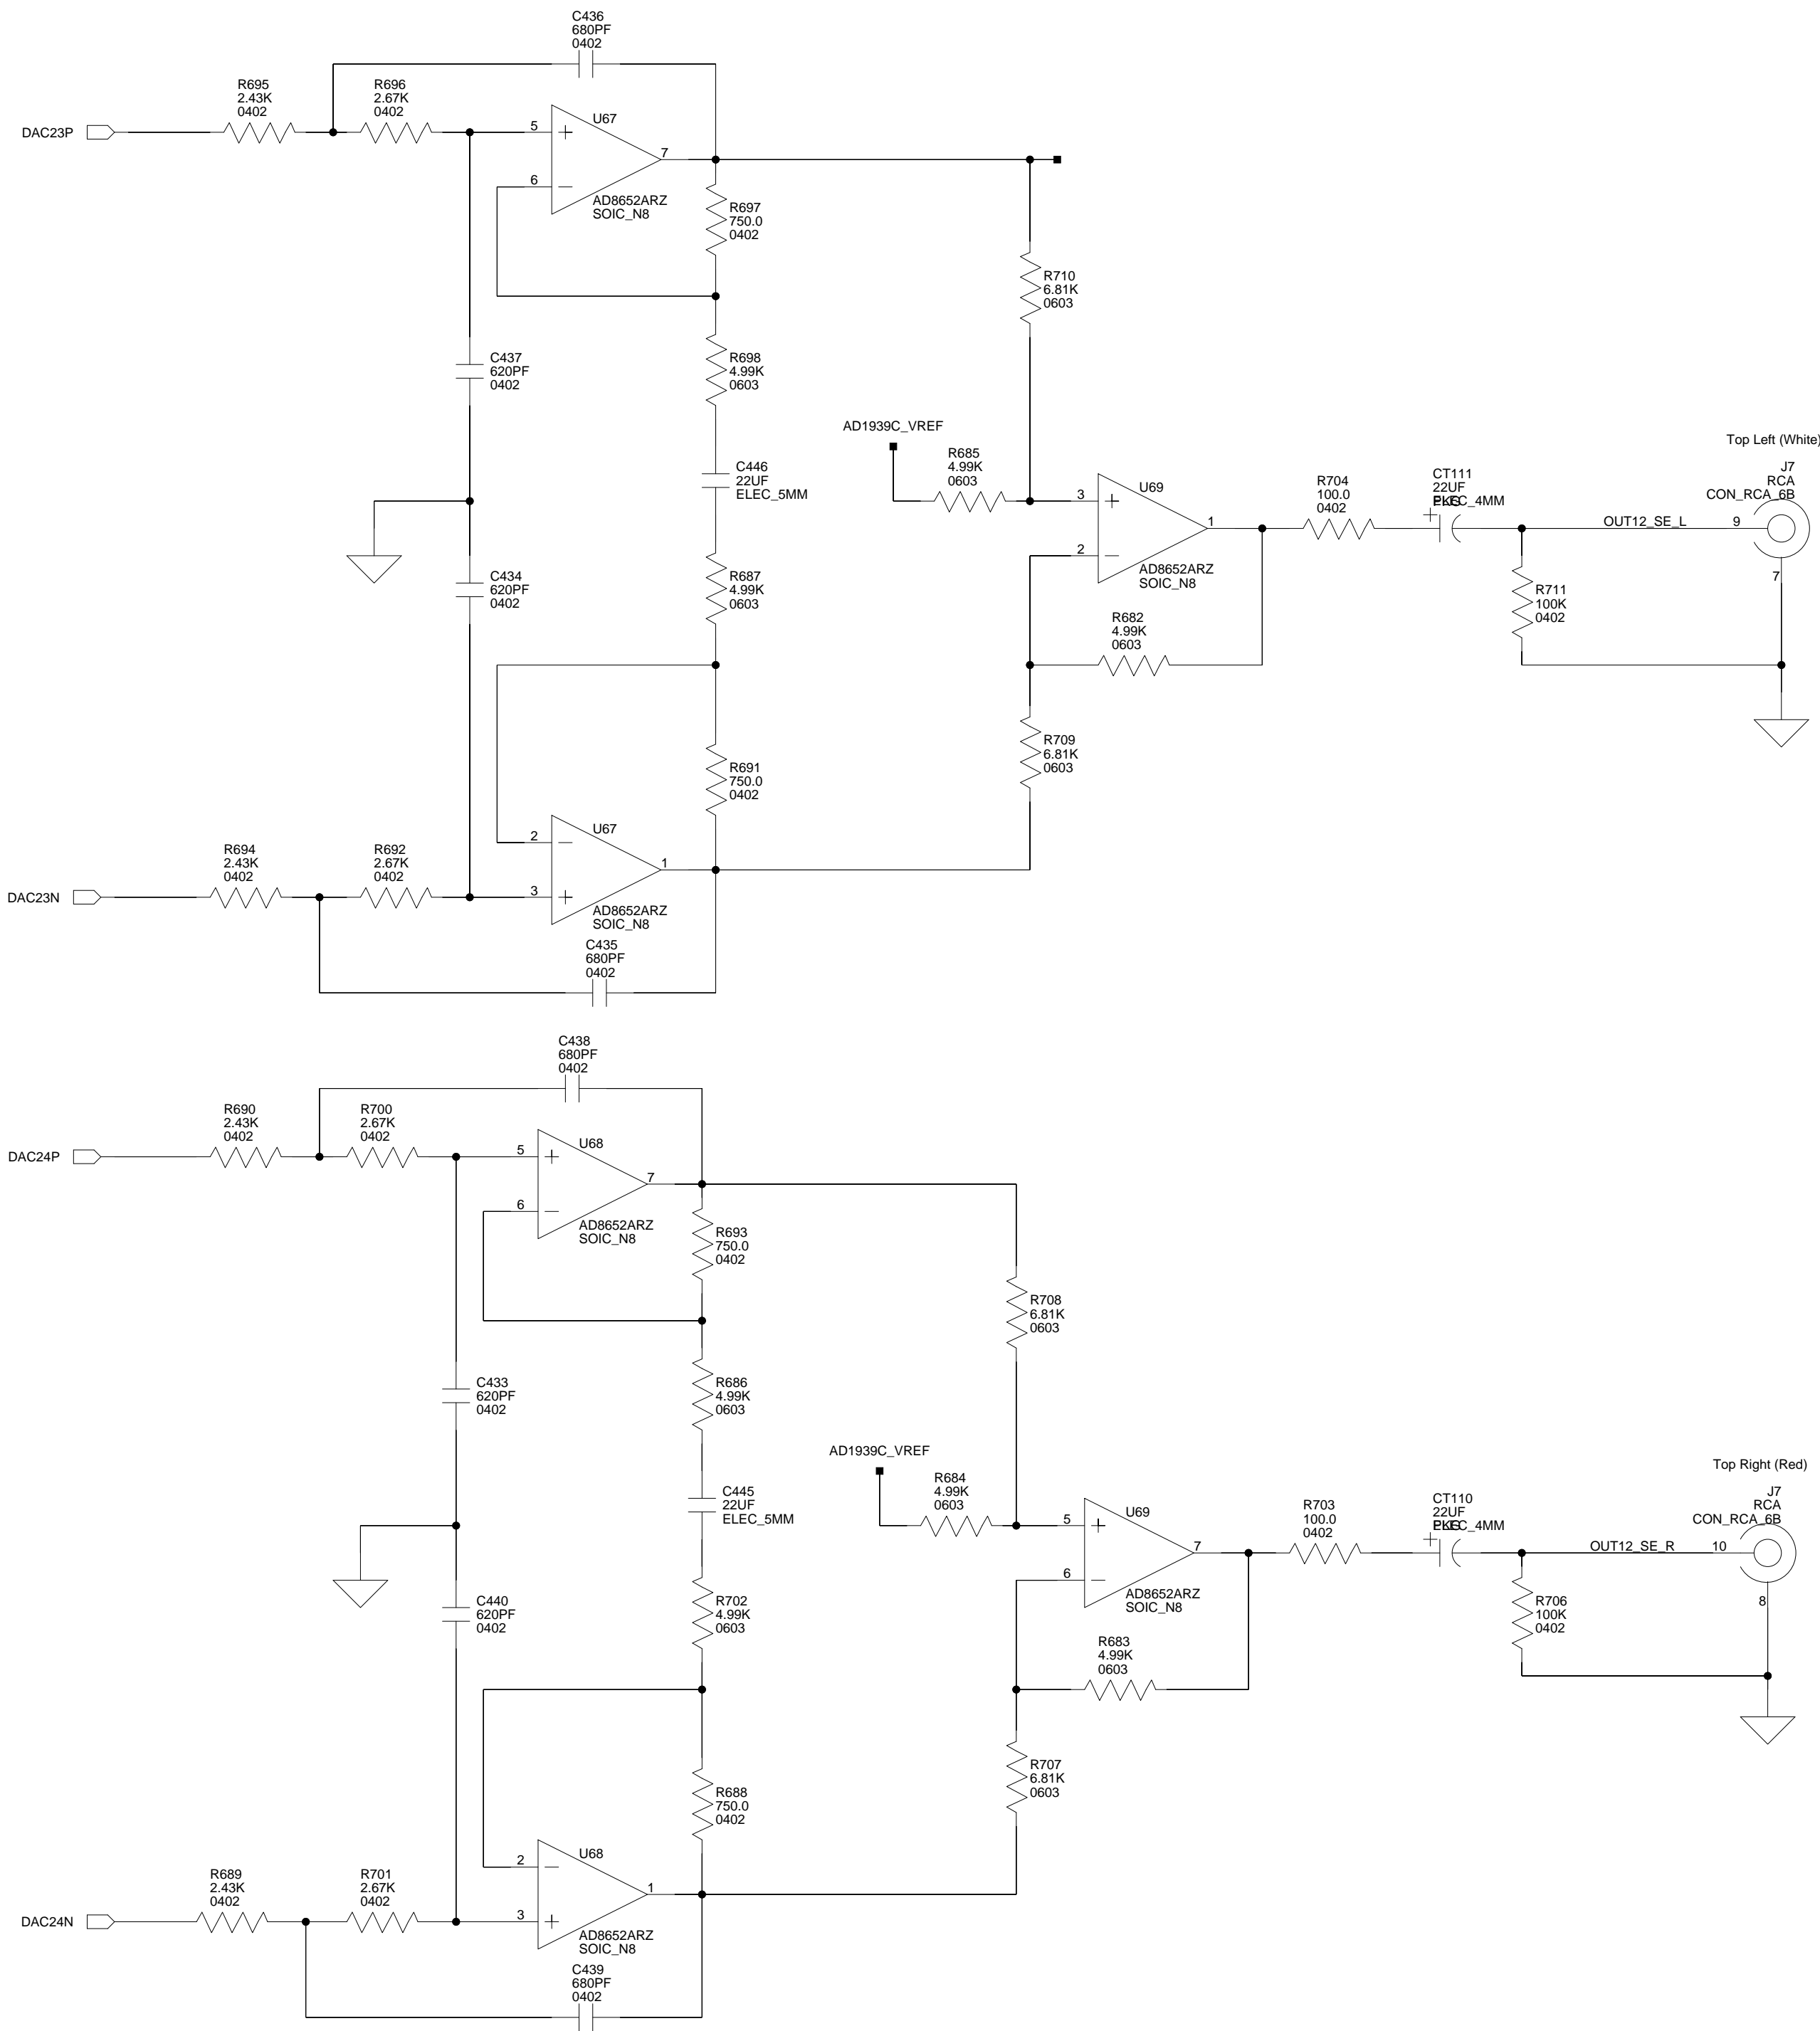 C436
680PF
0402
R695
2.43K
0402
R696
2.67K
0402
DAC23P
U67
5
6
7
AD8652ARZ
SOIC_N8
R697
750.0
0402
R710
6.81K
0603
C437
620PF
0402
R698
4.99K
0603
AD1939C_VREF
R685
4.99K
0603
C446
22UF
ELEC_5MM
U69
3
2
1
AD8652ARZ
SOIC_N8
R704
100.0
0402
CT111
22UF
ELEC_4MM
Top Left (White)
J7
RCA
CON_RCA_6B
OUT12_SE_L
9
7
C434
620PF
0402
R687
4.99K
0603
R711
100K
0402
R682
4.99K
0603
R691
750.0
0402
R709
6.81K
0603
U67
2
3
1
AD8652ARZ
SOIC_N8
R694
2.43K
0402
R692
2.67K
0402
DAC23N
C435
680PF
0402
C438
680PF
0402
R690
2.43K
0402
R700
2.67K
0402
DAC24P
U68
5
6
7
AD8652ARZ
SOIC_N8
R693
750.0
0402
R708
6.81K
0603
C433
620PF
0402
R686
4.99K
0603
AD1939C_VREF
R684
4.99K
0603
C445
22UF
ELEC_5MM
U69
5
6
7
AD8652ARZ
SOIC_N8
R703
100.0
0402
CT110
22UF
ELEC_4MM
Top Right (Red)
J7
RCA
CON_RCA_6B
OUT12_SE_R
10
8
C440
620PF
0402
R702
4.99K
0603
R706
100K
0402
R683
4.99K
0603
R688
750.0
0402
R707
6.81K
0603
U68
2
3
1
AD8652ARZ
SOIC_N8
R689
2.43K
0402
R701
2.67K
0402
DAC24N
C439
680PF
0402